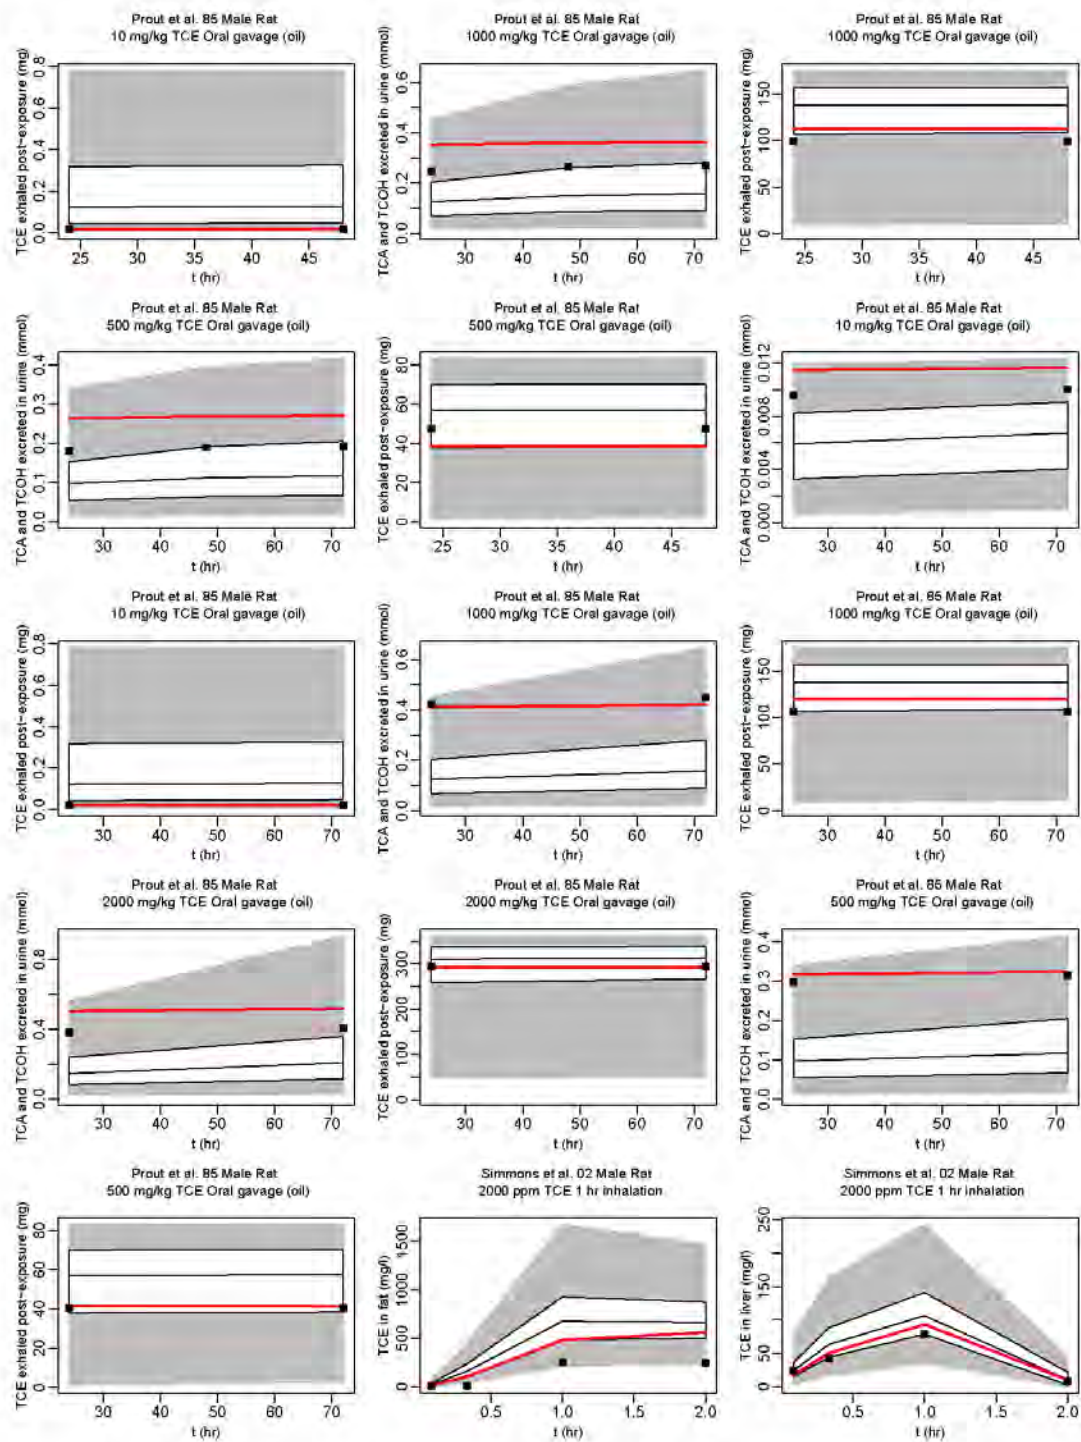 Prout et al. 85 Male Rat
10 mg/kg TCE Oral gavage (oil)
TCE exhaled post-exposure (mg)
0.0 0.2 0.4 0.6 0.8
25 30 35 40 45
t (hr)
Prout et al. 85 Male Rat
1000 mg/kg TCE Oral gavage (oil)
TCA and TCOH excreted in urine (mmol)
0.0 0.2 0.4 0.6
30 40 50 60 70
t (hr)
Prout et al. 85 Male Rat
1000 mg/kg TCE Oral gavage (oil)
TCE exhaled post-exposure (mg)
0 50 100 150
25 30 35 40 45
t (hr)
Prout et al. 85 Male Rat
500 mg/kg TCE Oral gavage (oil)
TCA and TCOH excreted in urine (mmol)
0.0 0.1 0.2 0.3 0.4
30 40 50 60 70
t (hr)
Prout et al. 85 Male Rat
500 mg/kg TCE Oral gavage (oil)
TCE exhaled post-exposure (mg)
0 20 40 60 80
25 30 35 40 45
t (hr)
Prout et al. 85 Male Rat
10 mg/kg TCE Oral gavage (oil)
TCA and TCOH excreted in urine (mmol)
0.000 0.004 0.008 0.012
30 40 50 60 70
t (hr)
Prout et al. 85 Male Rat
10 mg/kg TCE Oral gavage (oil)
TCE exhaled post-exposure (mg)
0.0 0.2 0.4 0.6 0.8
30 40 50 60 70
t (hr)
Prout et al. 85 Male Rat
1000 mg/kg TCE Oral gavage (oil)
TCA and TCOH excreted in urine (mmol)
0.0 0.2 0.4 0.6
30 40 50 60 70
t (hr)
Prout et al. 85 Male Rat
1000 mg/kg TCE Oral gavage (oil)
TCE exhaled post-exposure (mg)
0 50 100 150
30 40 50 60 70
t (hr)
Prout et al. 85 Male Rat
2000 mg/kg TCE Oral gavage (oil)
TCA and TCOH excreted in urine (mmol)
0.0 0.4 0.8
30 40 50 60 70
t (hr)
Prout et al. 85 Male Rat
2000 mg/kg TCE Oral gavage (oil)
TCE exhaled post-exposure (mg)
0 50 100 200 300
30 40 50 60 70
t (hr)
Prout et al. 85 Male Rat
500 mg/kg TCE Oral gavage (oil)
TCA and TCOH excreted in urine (mmol)
0.0 0.1 0.2 0.3 0.4
30 40 50 60 70
t (hr)
Prout et al. 85 Male Rat
500 mg/kg TCE Oral gavage (oil)
TCE exhaled post-exposure (mg)
0 20 40 60 80
30 40 50 60 70
t (hr)
Simmons et al. 02 Male Rat
2000 ppm TCE 1 hr inhalation
TCE in fat (mg/l)
0 500 1000 1500
0.5 1.0 1.5 2.0
t (hr)
Simmons et al. 02 Male Rat
2000 ppm TCE 1 hr inhalation
TCE in liver (mg/l)
0 50 150 250
0.5 1.0 1.5 2.0
t (hr)